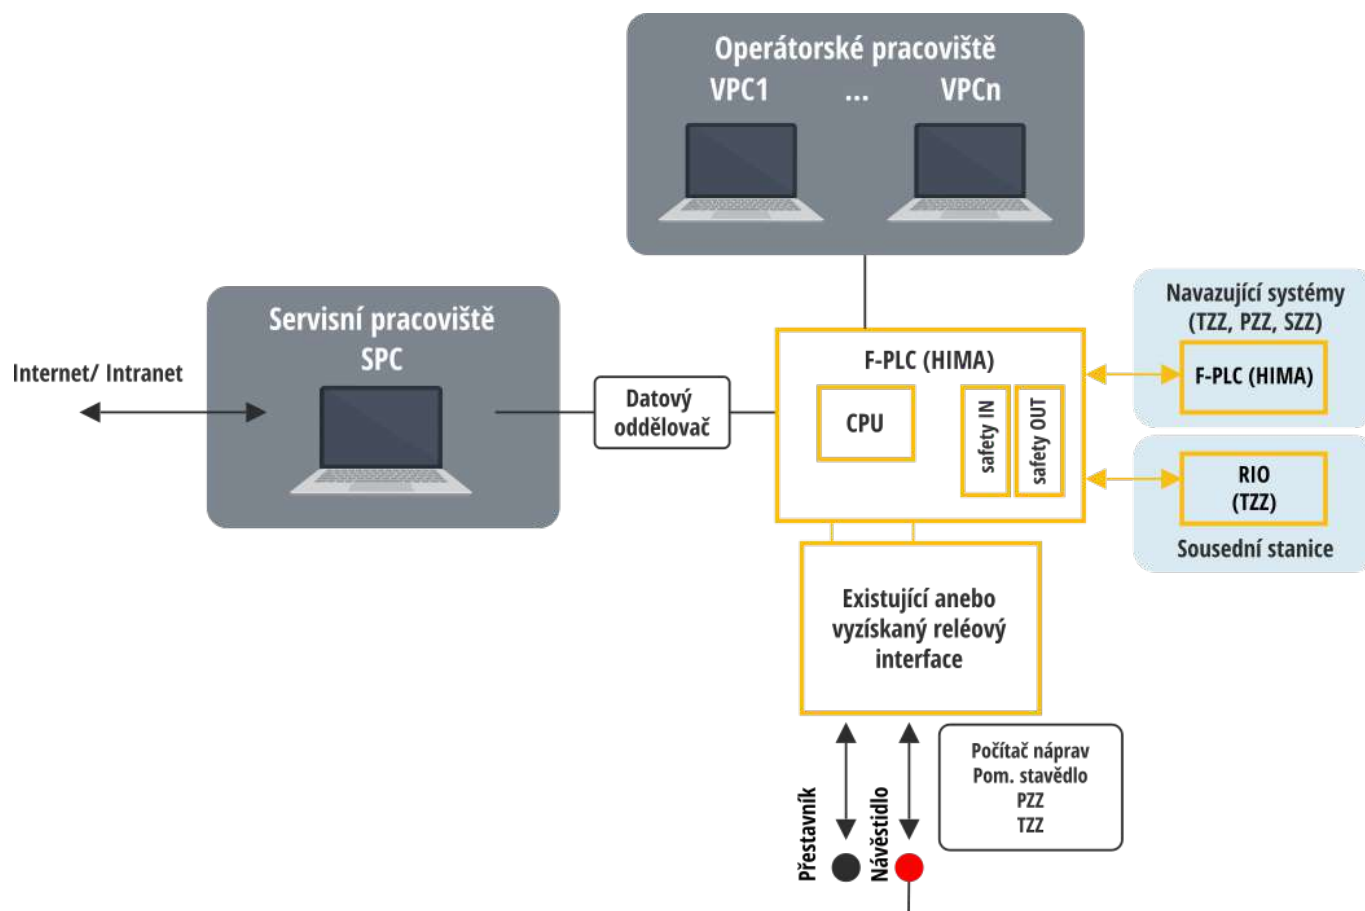 Operátorské pracoviště
VPC1 ... VPCn
Servisní pracoviště
SPC
Internet/ Intranet
Datový
oddělovač
F-PLC (HIMA)
CPU
safety IN
safety OUT
Navazující systémy
(TZZ, PZZ, SZZ)
F-PLC (HIMA)
RIO
(TZZ)
Sousední stanice
Existující anebo
vyzískaný reléový
interface
Přestavník
Návěstidlo
Počítač náprav
Pom. stavědlo
PZZ
TZZ